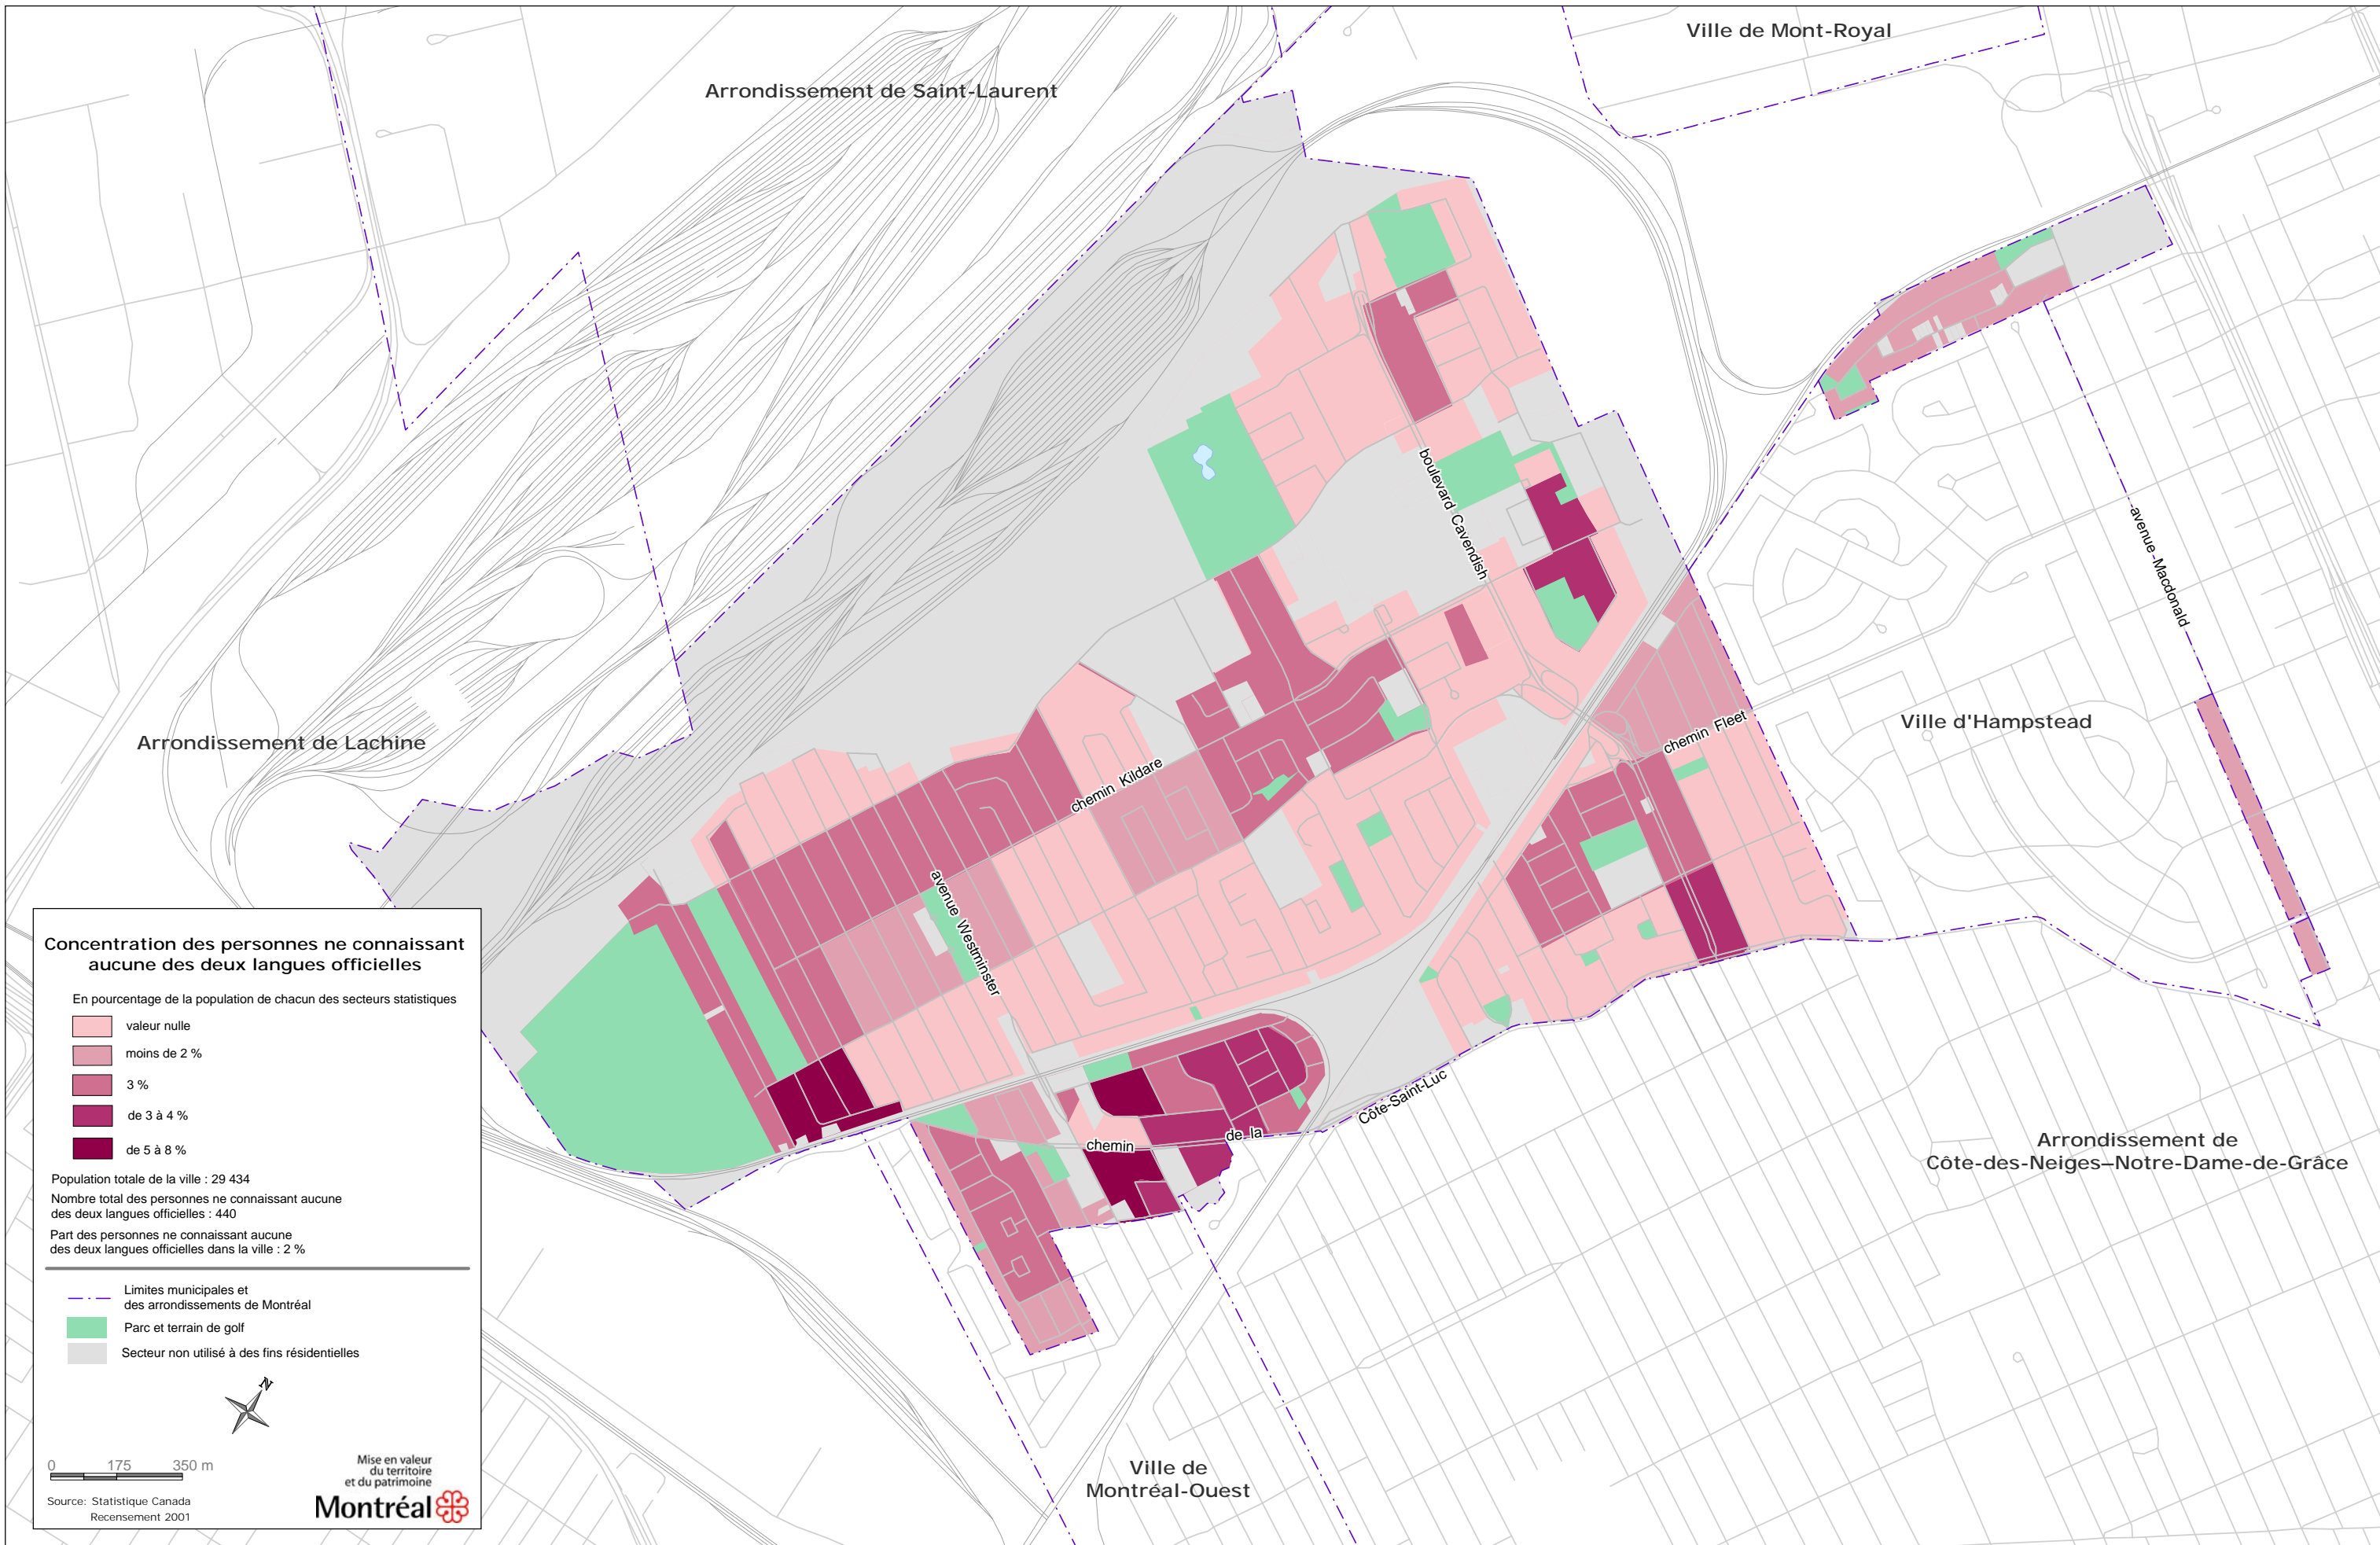 Ville de Mont-Royal
Arrondissement de Saint-Laurent
boulevard Cavendish
avenue Macdonald
Arrondissement de Lachine
Ville d'Hampstead
chemin Fleet
chemin Kildare
avenue Westminster
chemin de la Côte-Saint-Luc
Arrondissement de
Côte-des-Neiges–Notre-Dame-de-Grâce
Ville de
Montréal-Ouest
Concentration des personnes ne connaissant
aucune des deux langues officielles
En pourcentage de la population de chacun des secteurs statistiques
valeur nulle
moins de 2 %
3 %
de 3 à 4 %
de 5 à 8 %
Population totale de la ville : 29 434
Nombre total des personnes ne connaissant aucune
des deux langues officielles : 440
Part des personnes ne connaissant aucune
des deux langues officielles dans la ville : 2 %
Limites municipales et
des arrondissements de Montréal
Parc et terrain de golf
Secteur non utilisé à des fins résidentielles
N
0 175 350 m
Source: Statistique Canada
Recensement 2001
Mise en valeur
du territoire
et du patrimoine
Montréal